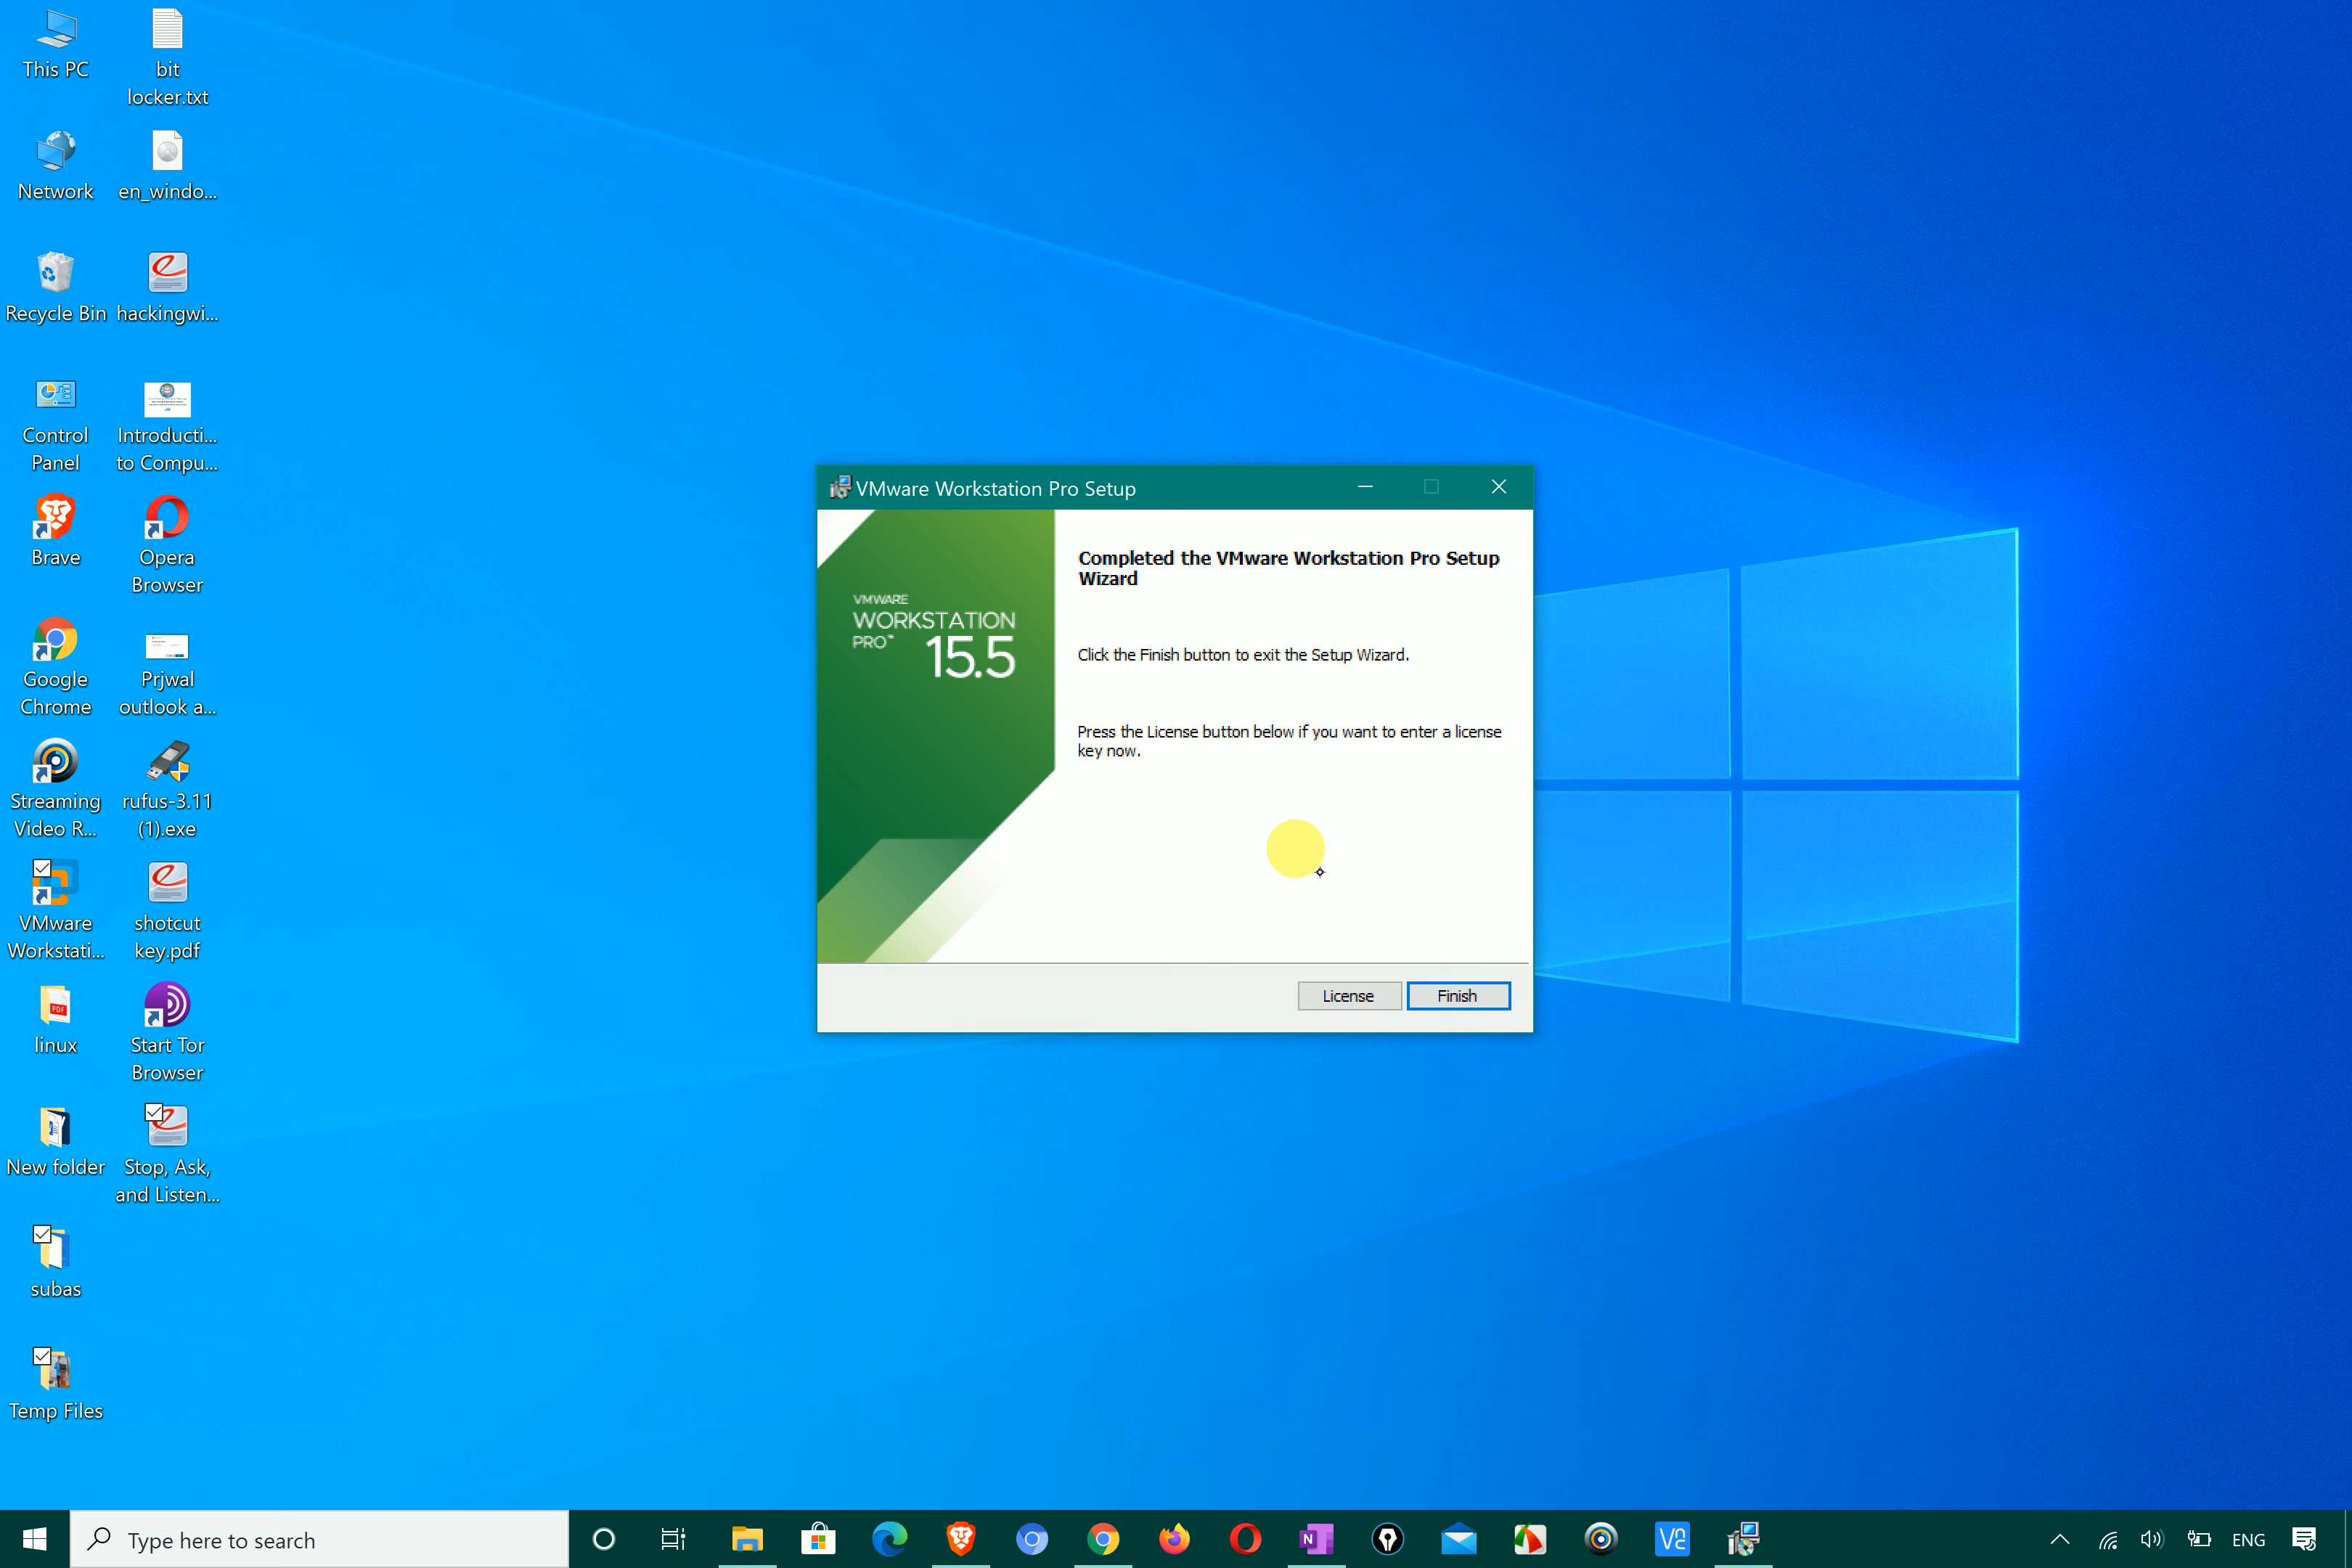 This PC
bit
locker.txt
Network
en_windo...
Recycle Bin
hackingwi...
Control
Panel
Introducti...
to Compu...
Brave
Opera
Browser
Google
Chrome
Prjwal
outlook a...
Streaming
Video R...
rufus-3.11
(1).exe
VMware
Workstati...
shotcut
key.pdf
PDF
linux
Start Tor
Browser
New folder
Stop, Ask,
and Listen...
subas
Temp Files
VMware Workstation Pro Setup
VMWARE
WORKSTATION
PRO™
15.5
Completed the VMware Workstation Pro Setup
Wizard
Click the Finish button to exit the Setup Wizard.
Press the License button below if you want to enter a license
key now.
License
Finish
Type here to search
N
ENG